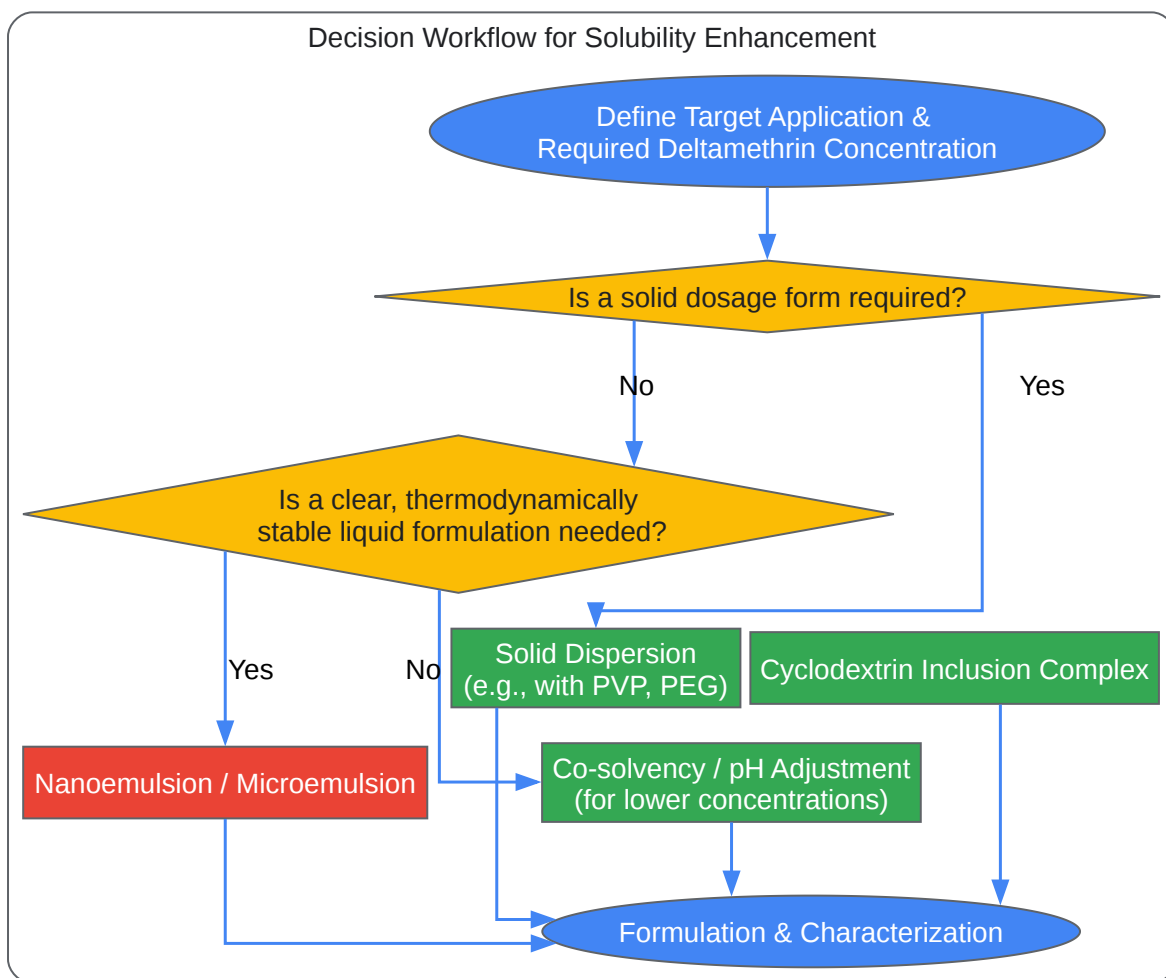 Decision Workflow for Solubility Enhancement
Define Target Application &
Required Deltamethrin Concentration
Is a solid dosage form required?
No
Yes
Is a clear, thermodynamically
stable liquid formulation needed?
Yes
No
Solid Dispersion
(e.g., with PVP, PEG)
Cyclodextrin Inclusion Complex
Nanoemulsion / Microemulsion
Co-solvency / pH Adjustment
(for lower concentrations)
Formulation & Characterization